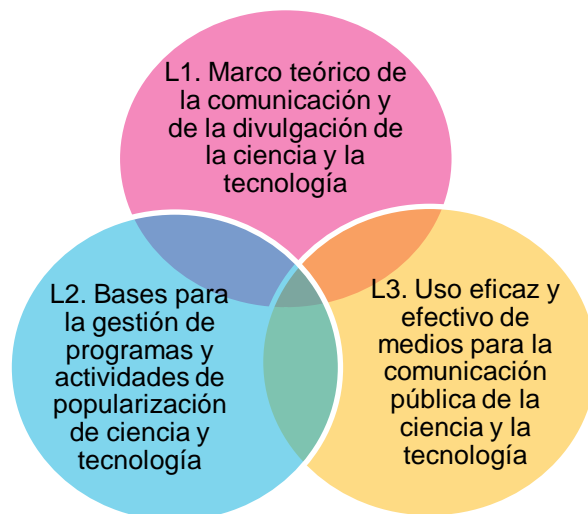 L1. Marco teórico de
la comunicación y
de la divulgación de
la ciencia y la
tecnología
L2. Bases para
la gestión de
programas y
actividades de
popularización
de ciencia y
tecnología
L3. Uso eficaz y
efectivo de
medios para la
comunicación
pública de la
ciencia y la
tecnología